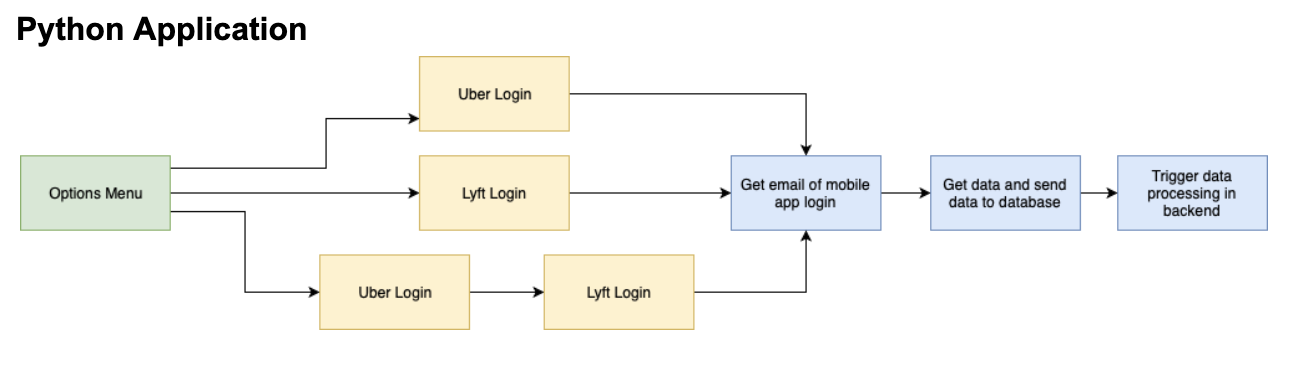 Python Application
Uber Login
Options Menu
Lyft Login
Get email of mobile
app login
Get data and send
data to database
Trigger data
processing in
backend
Uber Login
Lyft Login